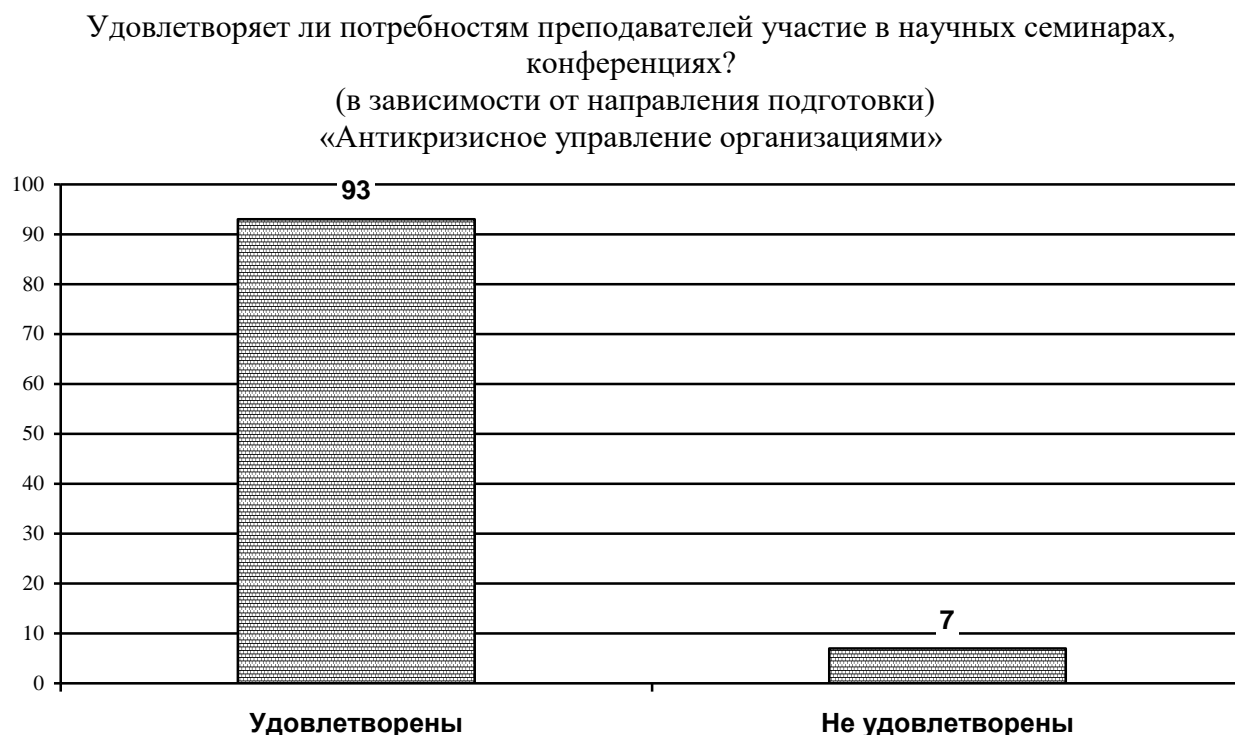 Удовлетворяет ли потребностям преподавателей участие в научных семинарах,
конференциях?
(в зависимости от направления подготовки)
«Антикризисное управление организациями»
100
93
90
80
70
60
50
40
30
20
10
7
0
Удовлетворены
Не удовлетворены